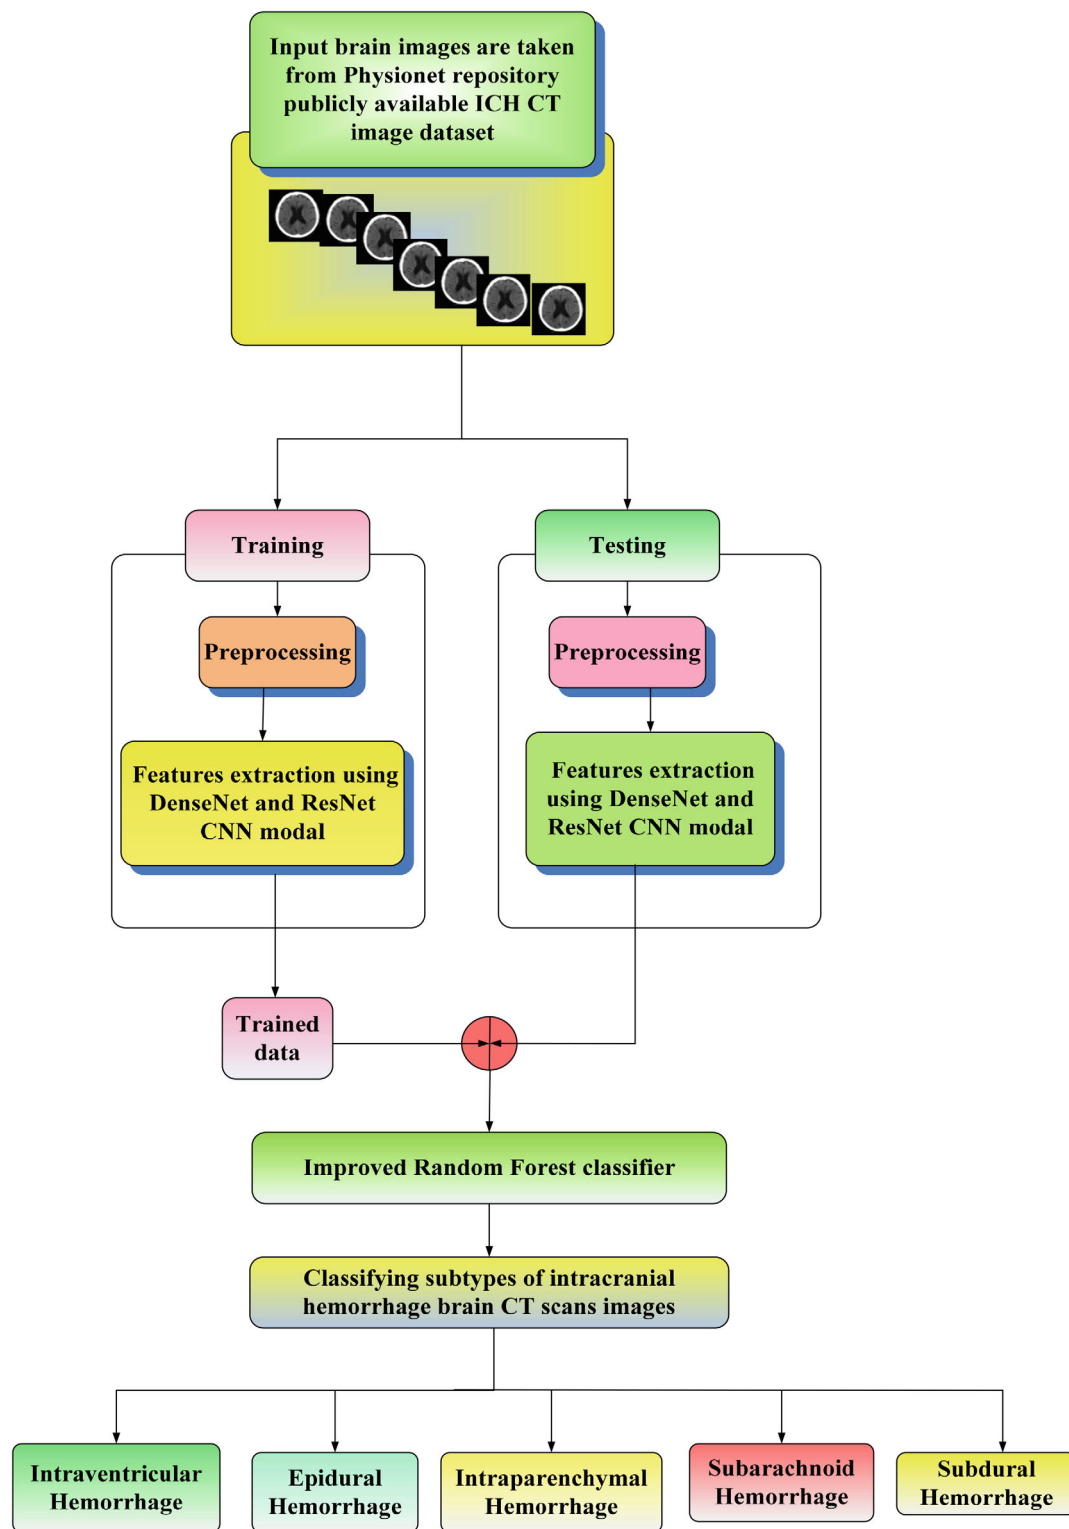 Input brain images are taken
from Physionet repository
publicly available ICH CT
image dataset
Training
Testing
Preprocessing
Preprocessing
Features extraction using
DenseNet and ResNet
CNN modal
Features extraction
using DenseNet and
ResNet CNN modal
Trained
data
Improved Random Forest classifier
Classifying subtypes of intracranial
hemorrhage brain CT scans images
Intraventricular
Hemorrhage
Epidural
Hemorrhage
Intraparenchymal
Hemorrhage
Subarachnoid
Hemorrhage
Subdural
Hemorrhage